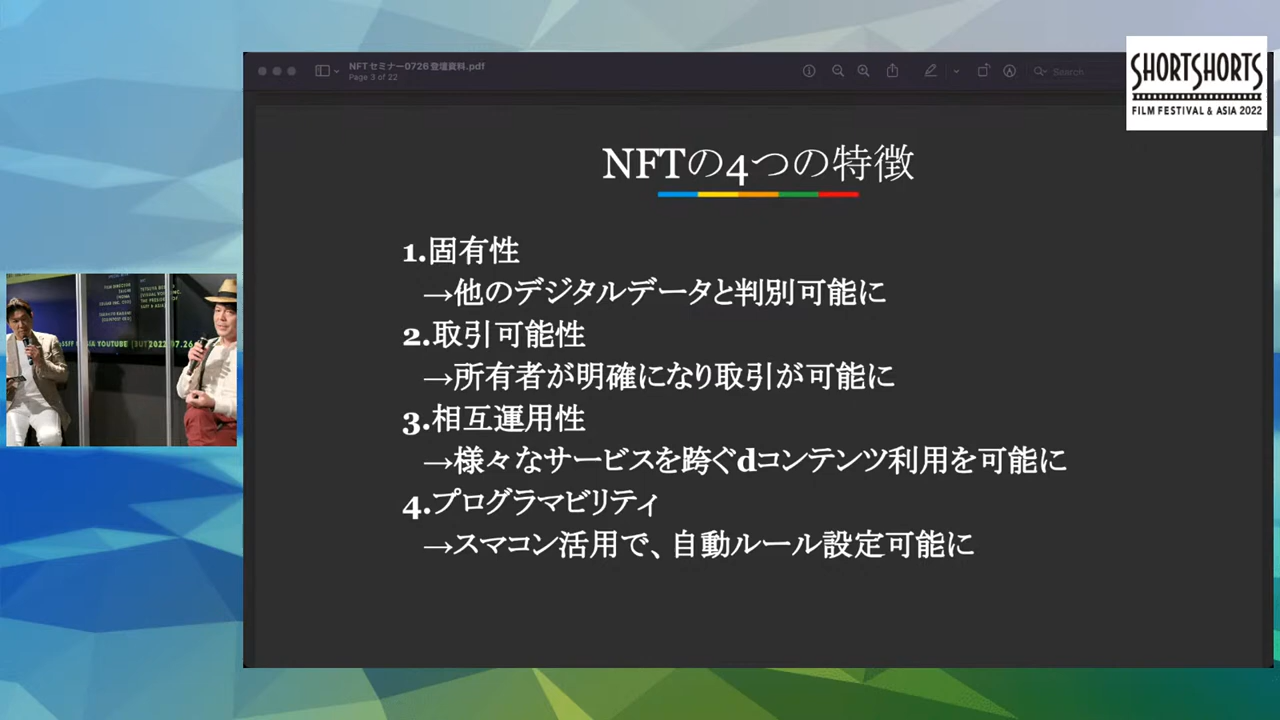 NFTセミナー0726登壇資料.pdf
Page 3 of 22
Search
SHORTSHORTS
FILM FESTIVAL & ASIA 2022
NFTの4つの特徴
1.固有性
→他のデジタルデータと判別可能に
2.取引可能性
→所有者が明確になり取引が可能に
3.相互運用性
→様々なサービスを跨ぐdコンテンツ利用を可能に
4.プログラマビリティ
→スマコン活用で、自動ルール設定可能に